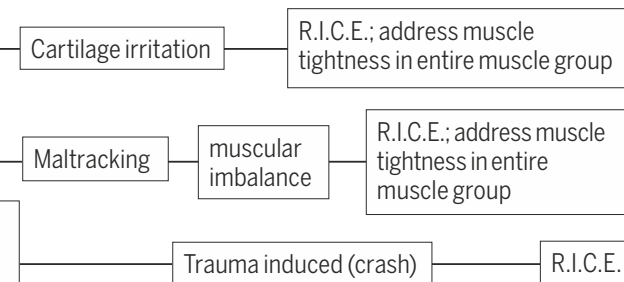 Cartilage irritation
R.I.C.E.; address muscle
tightness in entire muscle group
Maltracking
muscular
imbalance
R.I.C.E.; address muscle
tightness in entire
muscle group
Trauma induced (crash)
R.I.C.E.